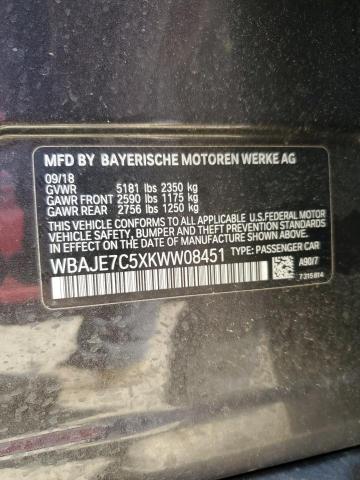 MFD BY BAYERISCHE MOTOREN WERKE AG
09/18
GVWR 5181 lbs 2350 kg
GAWR FRONT 2590 lbs 1175 kg
GAWR REAR 2756 lbs 1250 kg
THIS VEHICLE CONFORMS TO ALL APPLICABLE U.S.FEDERAL MOTOR
VEHICLE SAFETY, BUMPER, AND THEFT PREVENTION STANDARDS
IN EFFECT ON THE DATE OF MANUFACTURE SHOWN ABOVE.
WBAJE7C5XKWW08451 TYPE: PASSENGER CAR
A90/7
7 315 814